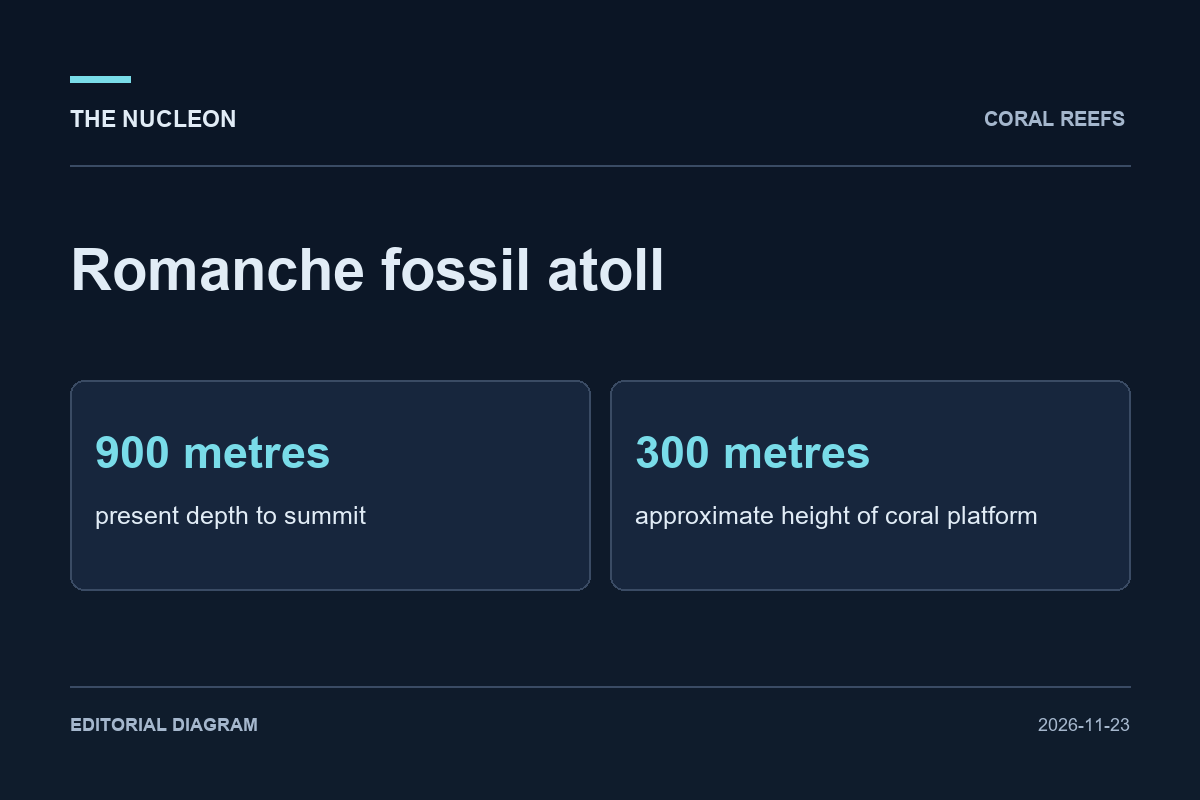 THE NUCLEON
CORAL REEFS
Romanche fossil atoll
900 metres
present depth to summit
300 metres
approximate height of coral platform
EDITORIAL DIAGRAM
2026-11-23